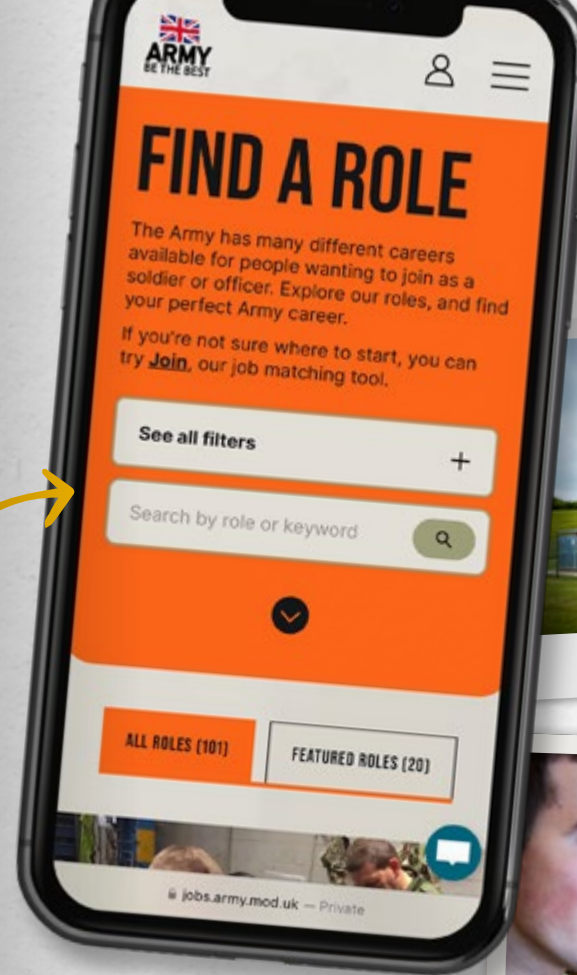 ARMY
BE THE BEST
FIND A ROLE
The Army has many different careers
available for people wanting to join as a
soldier or officer. Explore our roles, and find
your perfect Army career.
If you're not sure where to start, you can
try Join, our job matching tool.
See all filters
Search by role or keyword
ALL ROLES (101)
FEATURED ROLES (20)
jobs.army.mod.uk — Private